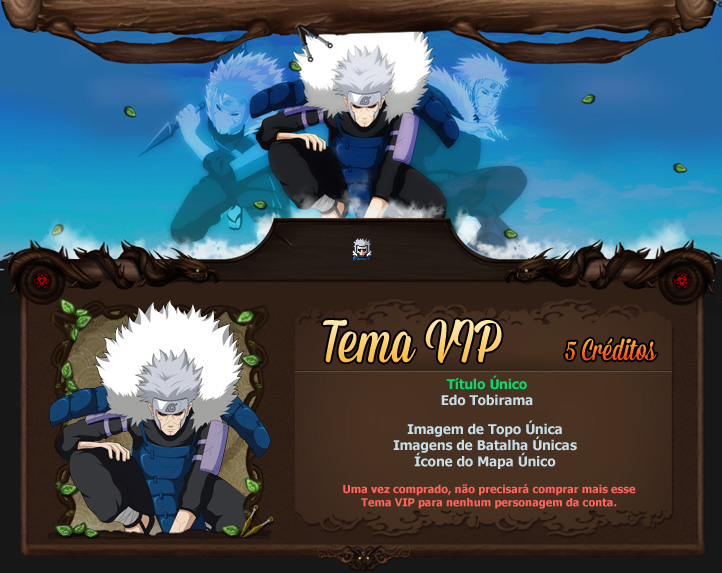 Tema VIP
5 Créditos
Título Único
Edo Tobirama
Imagem de Topo Única
Imagens de Batalha Únicas
Ícone do Mapa Único
Uma vez comprado, não precisará comprar mais esse
Tema VIP para nenhum personagem da conta.